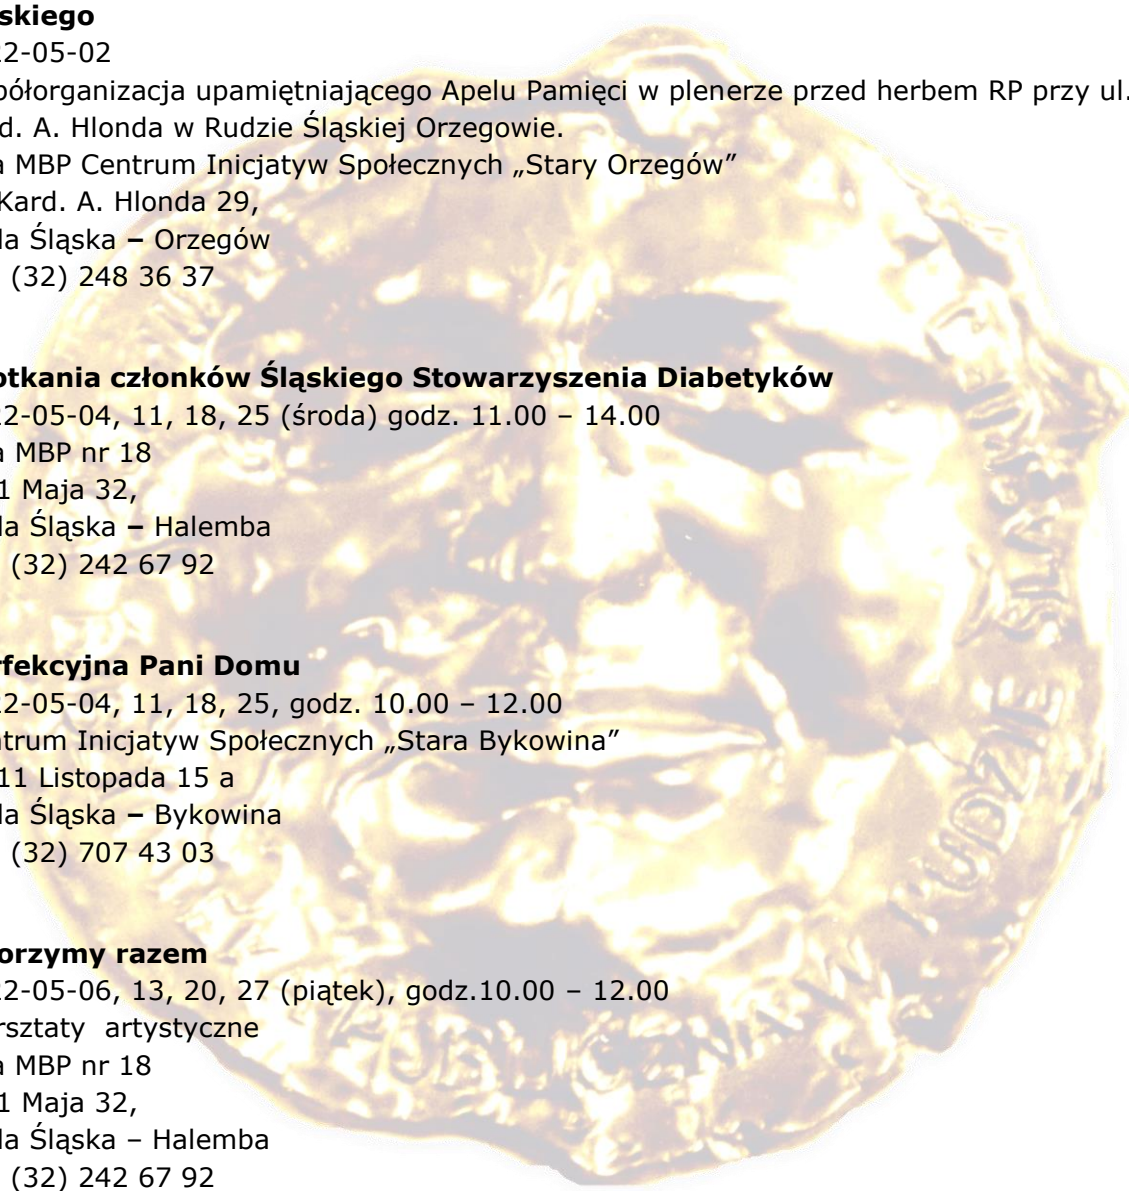 skiego
2-05-02
półorganizacja upamiętniającego Apelu Pamięci w plenerze przed herbem RP przy ul.
d. A. Hlonda w Rudzie Śląskiej Orzegowie.
a MBP Centrum Inicjatyw Społecznych „Stary Orzegów”
Kard. A. Hlonda 29,
la Śląska – Orzegów
(32) 248 36 37
otkania członków Śląskiego Stowarzyszenia Diabetyków
2-05-04, 11, 18, 25 (środa) godz. 11.00 – 14.00
a MBP nr 18
1 Maja 32,
la Śląska – Halemba
(32) 242 67 92
rfekcyjna Pani Domu
2-05-04, 11, 18, 25, godz. 10.00 – 12.00
ntrum Inicjatyw Społecznych „Stara Bykowina”
11 Listopada 15 a
la Śląska – Bykowina
(32) 707 43 03
orzymy razem
2-05-06, 13, 20, 27 (piątek), godz.10.00 – 12.00
rsztaty artystyczne
a MBP nr 18
1 Maja 32,
la Śląska – Halemba
(32) 242 67 92